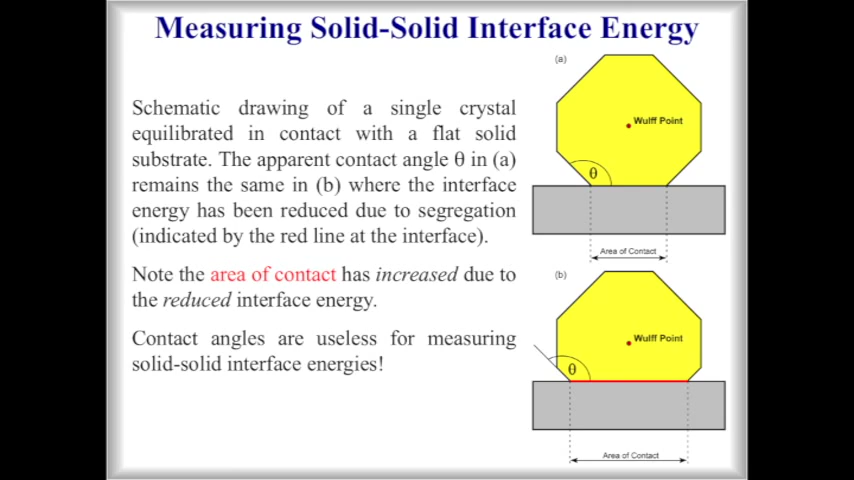 Measuring Solid-Solid Interface Energy
Schematic drawing of a single crystal
equilibrated in contact with a flat solid
substrate. The apparent contact angle θ in (a)
remains the same in (b) where the interface
energy has been reduced due to segregation
(indicated by the red line at the interface).
Note the area of contact has increased due to
the reduced interface energy.
Contact angles are useless for measuring
solid-solid interface energies!
(a)
Wulff Point
θ
Area of Contact
(b)
Wulff Point
θ
Area of Contact